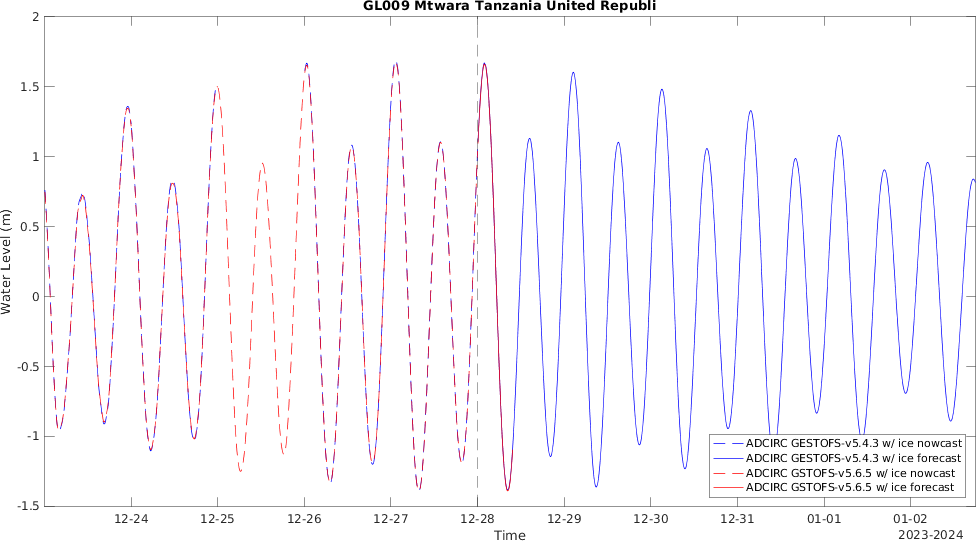 GL009 Mtwara Tanzania United Republi
2
1.5
1
0.5
0
-0.5
-1
-1.5
Water Level (m)
12-24 12-25 12-26 12-27 12-28 12-29 12-30 12-31 01-01 01-02
Time
2023-2024
ADCIRC GESTOFS-v5.4.3 w/ ice nowcast
ADCIRC GESTOFS-v5.4.3 w/ ice forecast
ADCIRC GSTOFS-v5.6.5 w/ ice nowcast
ADCIRC GSTOFS-v5.6.5 w/ ice forecast